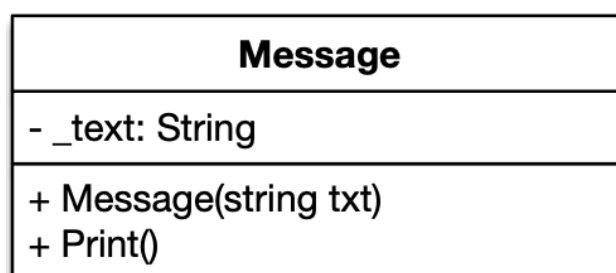 Message
- _text: String
+ Message(string txt)
+ Print()